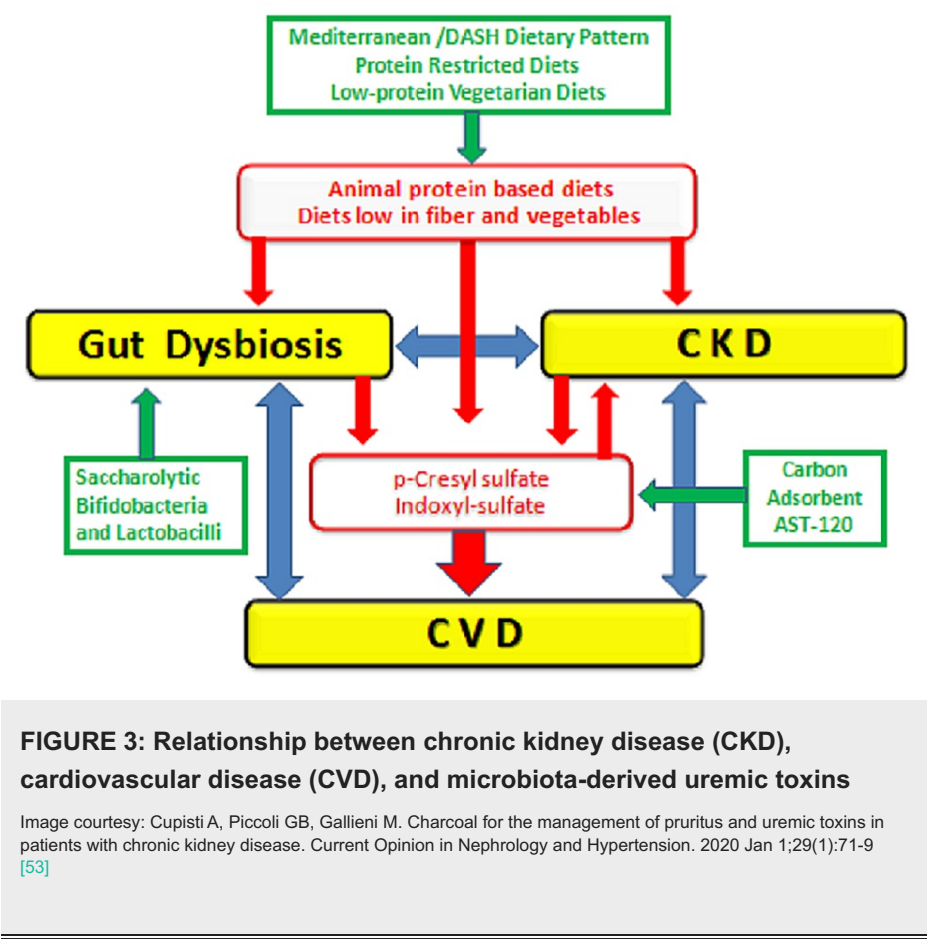 Mediterranean /DASH Dietary Pattern
Protein Restricted Diets
Low-protein Vegetarian Diets
Animal protein based diets
Diets low in fiber and vegetables
Gut Dysbiosis
CKD
p-Cresyl sulfate
Indoxyl-sulfate
Saccharolytic
Bifidobacteria
and Lactobacilli
Carbon
Adsorbent
AST-120
CVD
FIGURE 3: Relationship between chronic kidney disease (CKD),
cardiovascular disease (CVD), and microbiota-derived uremic toxins
Image courtesy: Cupisti A, Piccoli GB, Gallieni M. Charcoal for the management of pruritus and uremic toxins in
patients with chronic kidney disease. Current Opinion in Nephrology and Hypertension. 2020 Jan 1;29(1):71-9
[53]